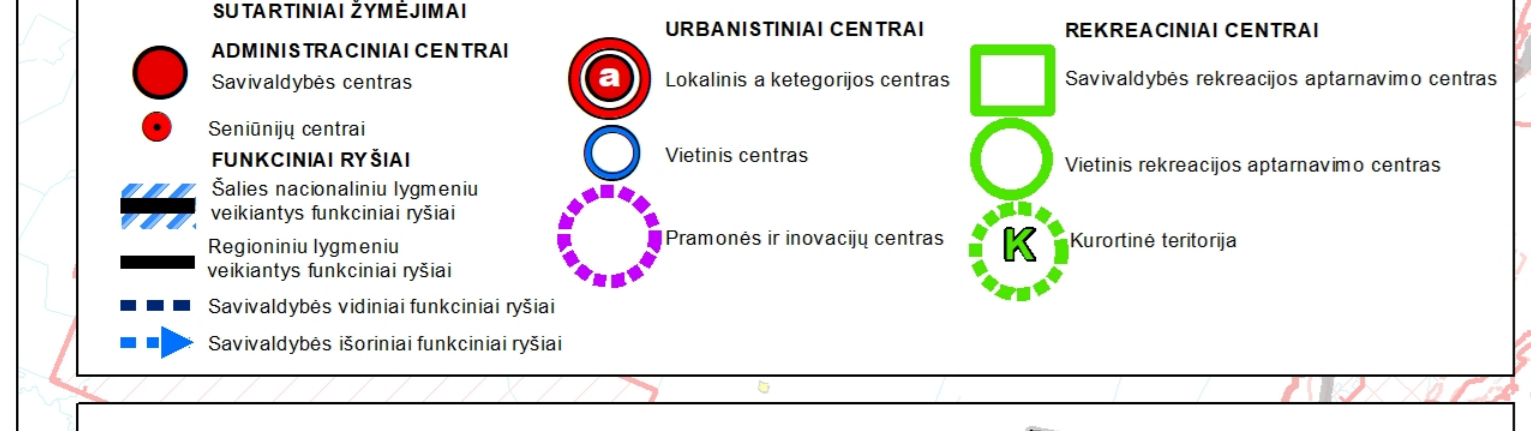 SUTARTINIAI ŽYMĖJIMAI
ADMINISTRACINIAI CENTRAI
Savivaldybės centras
Seniūnijų centrai
FUNKCINIAI RYŠIAI
Šalies nacionaliniu lygmeniu
veikiantys funkciniai ryšiai
Regioniniu lygmeniu
veikiantys funkciniai ryšiai
Savivaldybės vidiniai funkciniai ryšiai
Savivaldybės išoriniai funkciniai ryšiai
URBANISTINIAI CENTRAI
a
Lokalinis a ketegorijos centras
Vietinis centras
Pramonės ir inovacijų centras
REKREACINIAI CENTRAI
Savivaldybės rekreacijos aptarnavimo centras
Vietinis rekreacijos aptarnavimo centras
K
Kurortinė teritorija